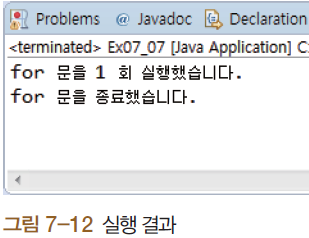 Problems @ Javadoc Declaration
<terminated> Ex07_07 [Java Application] C:
for 문을 1 회 실행했습니다.
for 문을 종료했습니다.
그림 7-12 실행 결과